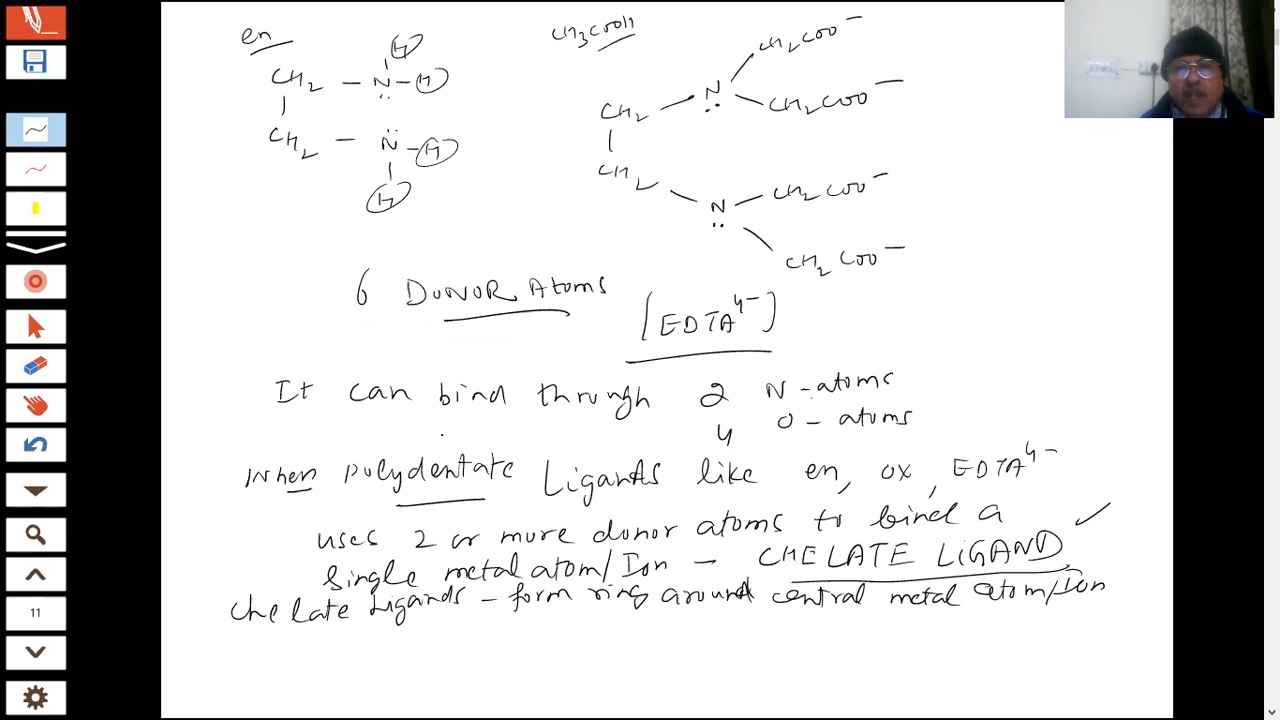 en
CH3COOH
CH2 – N – H
H
CH2 – N – H
H
CH2 – N – CH2COO−
CH2COO−
CH2 – N – CH2COO−
CH2COO−
6 DONOR Atoms
[EDTA4−]
It can bind through 2 N-atoms
4 O-atoms
When polydentate Ligands like en, ox, EDTA4−
uses 2 or more donor atoms to bind a
single metal atom/Ion – CHELATE LIGAND
Chelate Ligands – form ring around central metal atom/Ion
11